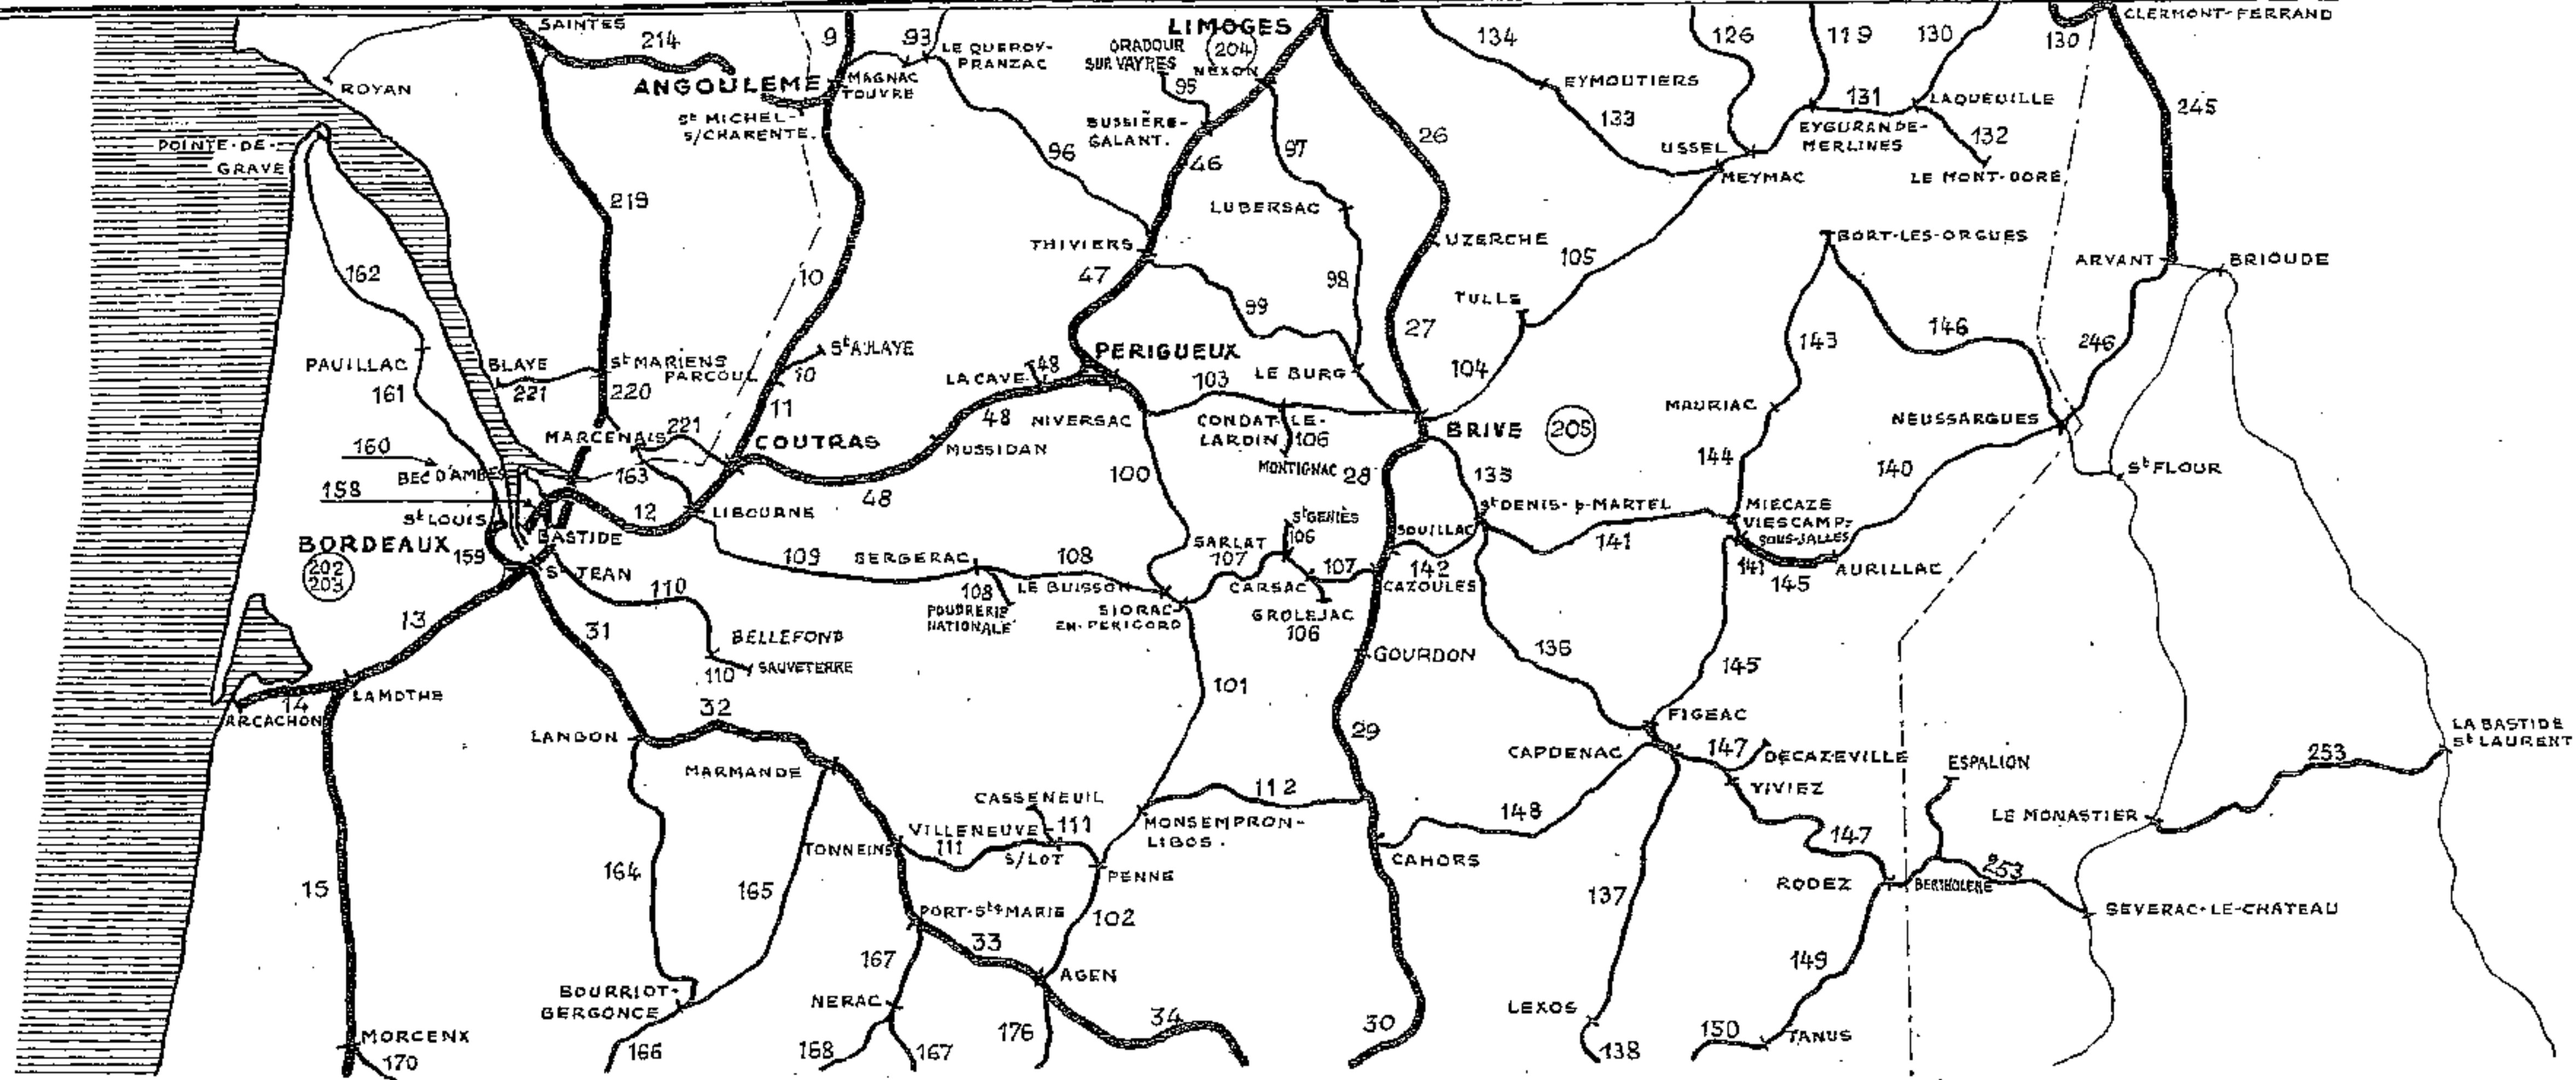 SAINTES
214
9
93
LE QUEROY-
PRANZAC
LIMOGES
204
ORADOUR
SUR VAYRES
NEXON
134
126
119
130
130
CLERMONT-FERRAND
ROYAN
ANGOULEME
MAGNAC
TOUVRE
St MICHEL-
S/CHARENTE.
95
BUSSIÈRE-
GALANT.
EYMOUTIERS
131
LAQUEUILLE
245
POINTE-DE-
GRAVE
96
46
97
26
133
USSEL
EYGURANDE-
MERLINES
132
MEYMAC
LE MONT-DORE
219
LUBERSAC
162
10
THIVIERS
47
UZERCHE
105
BORT-LES-ORGUES
ARVANT
BRIOUDE
99
98
27
TULLE
143
146
246
PAUILLAC
161
BLAYE
221
St MARIENS
PARCOUL
220
St AULAYE
10
11
LA CAVE
48
PERIGUEUX
103
LE BURG
104
MAURIAC
NEUSSARGUES
160
BEC D'AMBES
MARCENAIS
221
163
COUTRAS
48
MUSSIDAN
NIVERSAC
CONDAT-LE-
LARDIN
106
MONTIGNAC
BRIVE
205
144
140
St FLOUR
158
St LOUIS
12
LIBOURNE
48
100
28
135
St DENIS-p-MARTEL
MIECAZE
VIESCAMP-
SOUS-JALLES
BORDEAUX
202
203
159
BASTIDE
St JEAN
109
BERGERAC
108
LE BUISSON
SARLAT
107
St GENIÈS
106
107
SOUILLAC
142
141
141
145
AURILLAC
110
108
POUDRERIE
NATIONALE
SIORAC-
EN-PERIGORD
CARSAC
GROLEJAC
106
CAZOULES
13
31
BELLEFOND
110
SAUVETERRE
GOURDON
136
145
14
ARCACHON
LAMOTHE
101
32
LANGON
29
FIGEAC
MARMANDE
CAPDENAC
147
DECAZEVILLE
ESPALION
253
LA BASTIDE
St LAURENT
CASSENEUIL
112
VIVIEZ
VILLENEUVE-
S/LOT
111
111
MONSEMPRON-
LIBOS.
148
LE MONASTIER
TONNEINS
CAHORS
147
164
165
PENNE
RODEZ
BERTHOLENE
253
15
137
PORT-Ste-MARIE
102
SEVERAC-LE-CHATEAU
33
167
AGEN
149
BOURRIOT-
BERGONCE
NERAC
LEXOS
MORCENX
170
166
168
167
176
34
30
138
150
TANUS